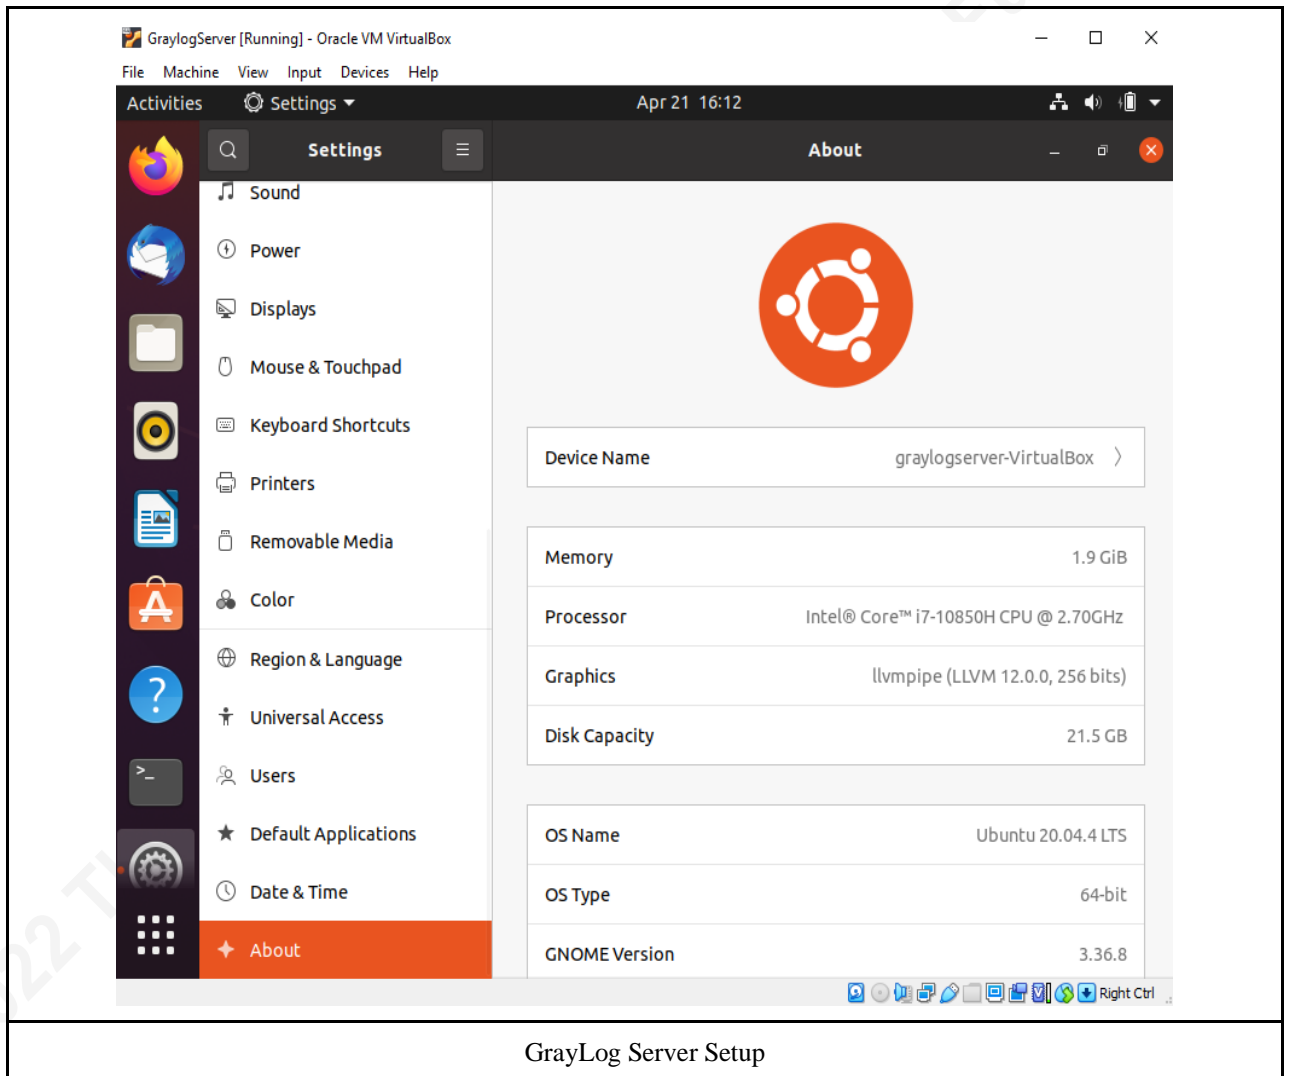 GraylogServer [Running] - Oracle VM VirtualBox
File Machine View Input Devices Help
Activities Settings Apr 21 16:12
Settings About
Sound
Power
Displays
Mouse & Touchpad
Keyboard Shortcuts
Printers
Removable Media
Color
Region & Language
Universal Access
Users
Default Applications
Date & Time
About
Device Name graylogserver-VirtualBox
Memory 1.9 GiB
Processor Intel® Core™ i7-10850H CPU @ 2.70GHz
Graphics llvmpipe (LLVM 12.0.0, 256 bits)
Disk Capacity 21.5 GB
OS Name Ubuntu 20.04.4 LTS
OS Type 64-bit
GNOME Version 3.36.8
Right Ctrl
GrayLog Server Setup